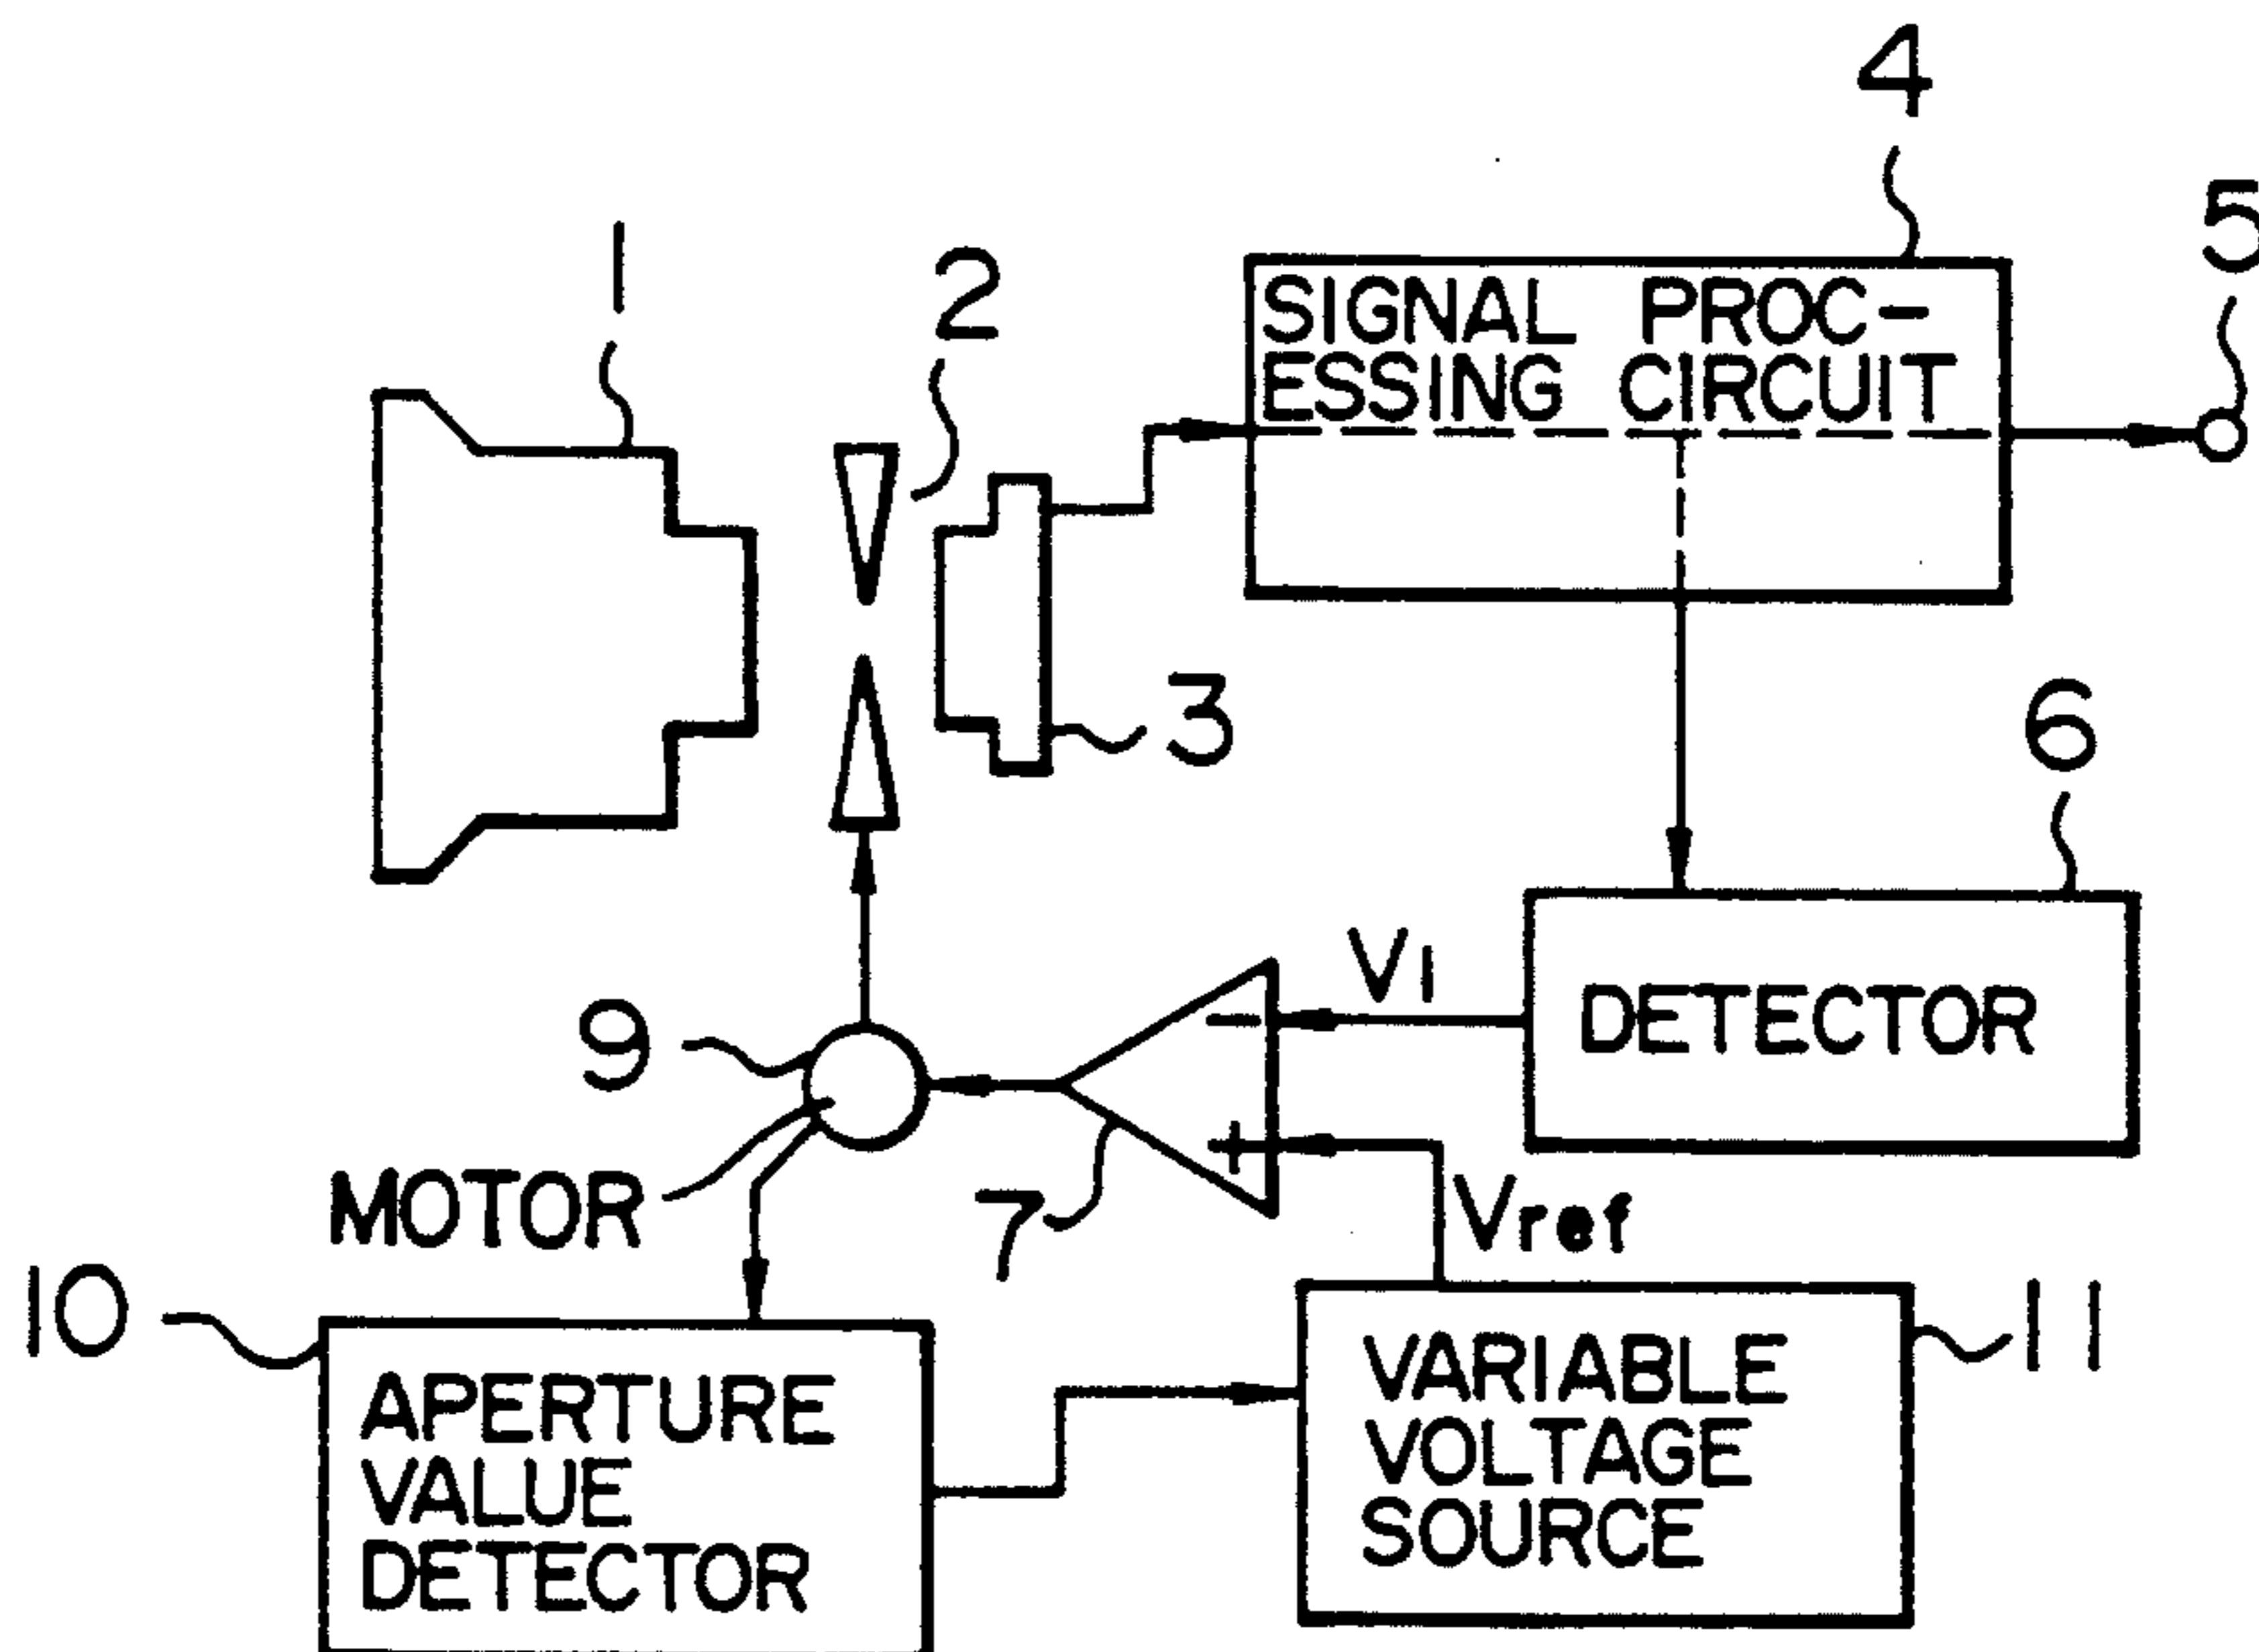 4
5
1
2
SIGNAL PROC-
ESSING CIRCUIT
3
6
V1
DETECTOR
9
MOTOR
7
Vref
10
11
APERTURE
VALUE
DETECTOR
VARIABLE
VOLTAGE
SOURCE